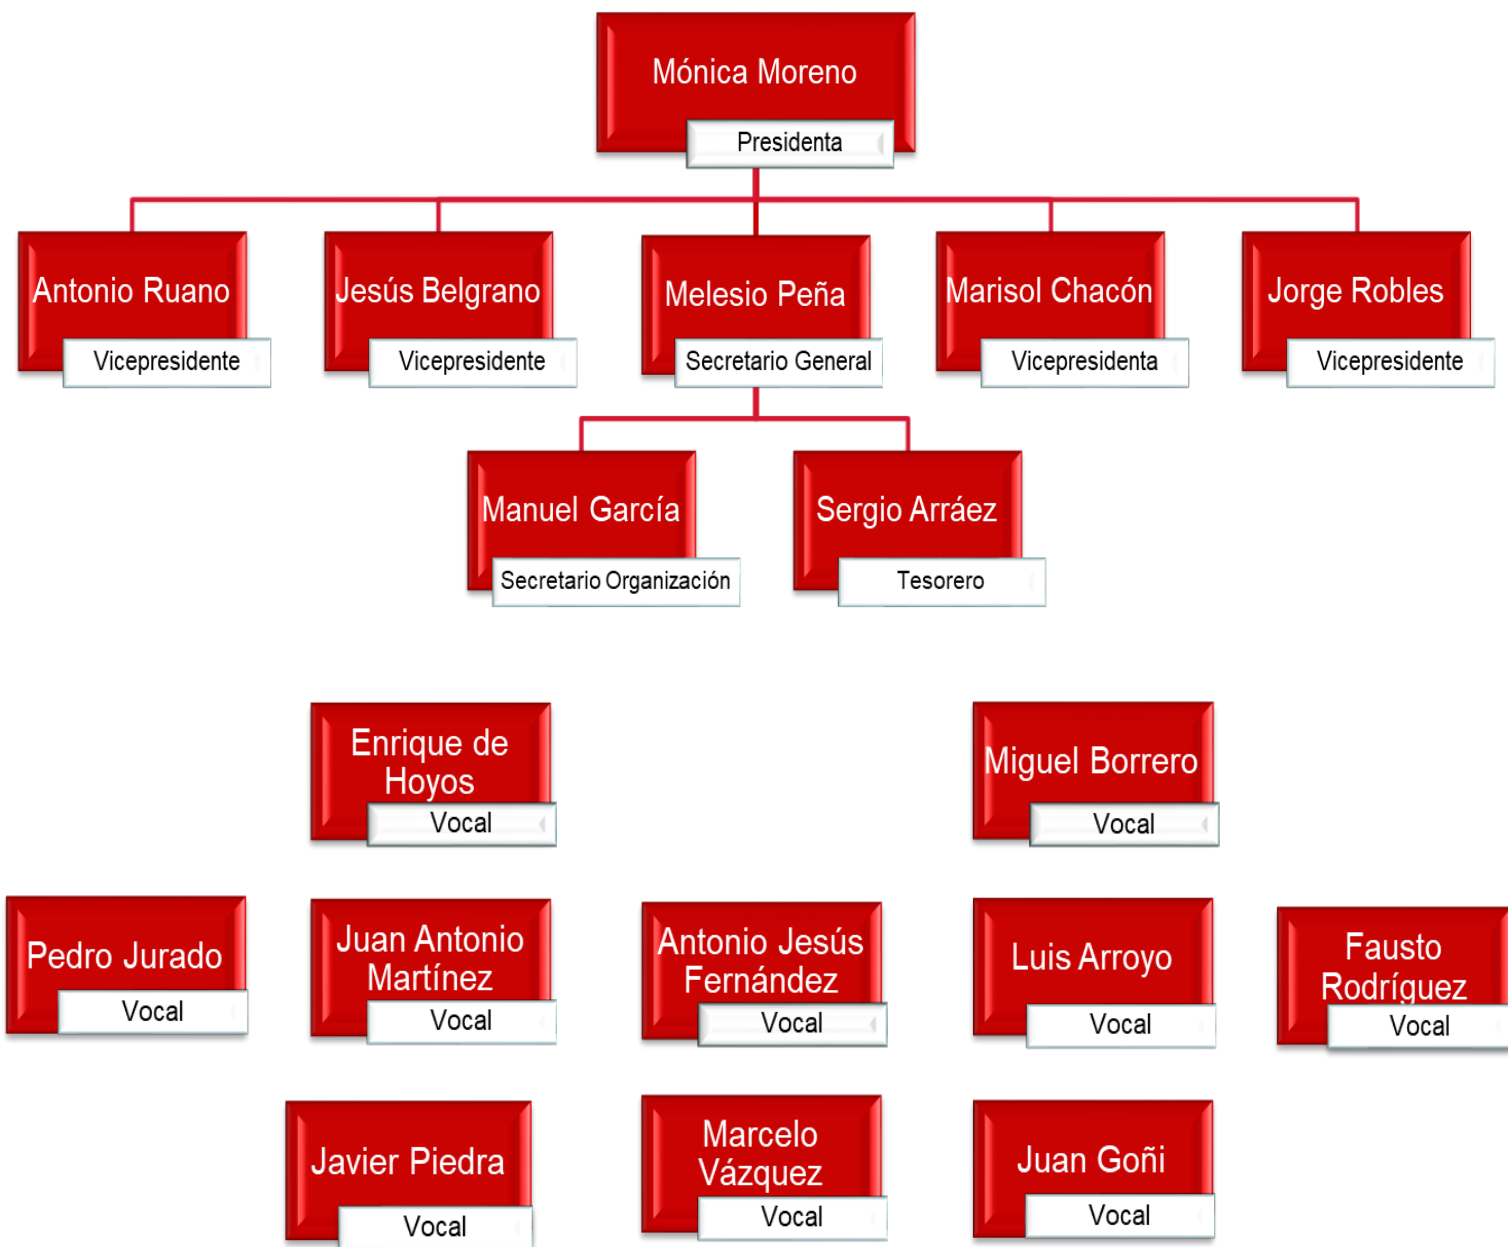 Mónica Moreno
Presidenta
Antonio Ruano
Vicepresidente
Jesús Belgrano
Vicepresidente
Melesio Peña
Secretario General
Marisol Chacón
Vicepresidenta
Jorge Robles
Vicepresidente
Manuel García
Secretario Organización
Sergio Arráez
Tesorero
Enrique de
Hoyos
Vocal
Miguel Borrero
Vocal
Pedro Jurado
Vocal
Juan Antonio
Martínez
Vocal
Antonio Jesús
Fernández
Vocal
Luis Arroyo
Vocal
Fausto
Rodríguez
Vocal
Javier Piedra
Vocal
Marcelo
Vázquez
Vocal
Juan Goñi
Vocal